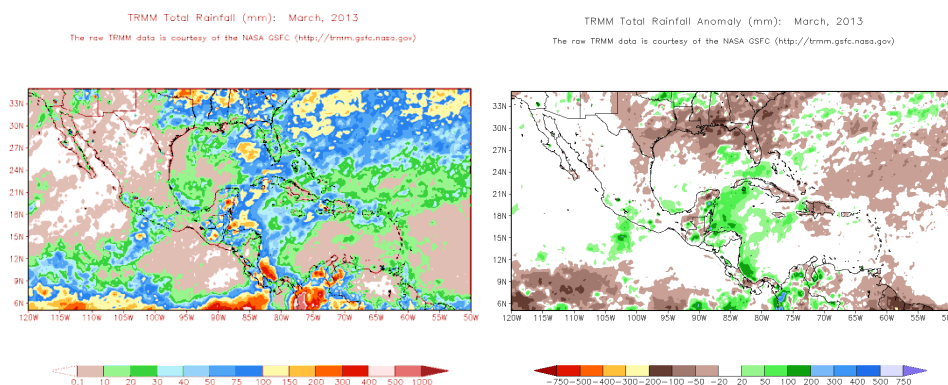 TRMM Total Rainfall (mm): March, 2013
The raw TRMM data is courtesy of the NASA GSFC (http://trmm.gsfc.nasa.gov)
33N
30N
27N
24N
21N
18N
15N
12N
9N
6N
120W 115W 110W 105W 100W 95W 90W 85W 80W 75W 70W 65W 60W 55W 50W
0.1 10 20 30 40 50 75 100 150 200 300 400 500 1000
TRMM Total Rainfall Anomaly (mm): March, 2013
The raw TRMM data is courtesy of the NASA GSFC (http://trmm.gsfc.nasa.gov)
33N
30N
27N
24N
21N
18N
15N
12N
9N
6N
120W 115W 110W 105W 100W 95W 90W 85W 80W 75W 70W 65W 60W 55W 50W
-750 -500 -400 -300 -200 -100 -50 -20 20 50 100 200 300 400 500 750